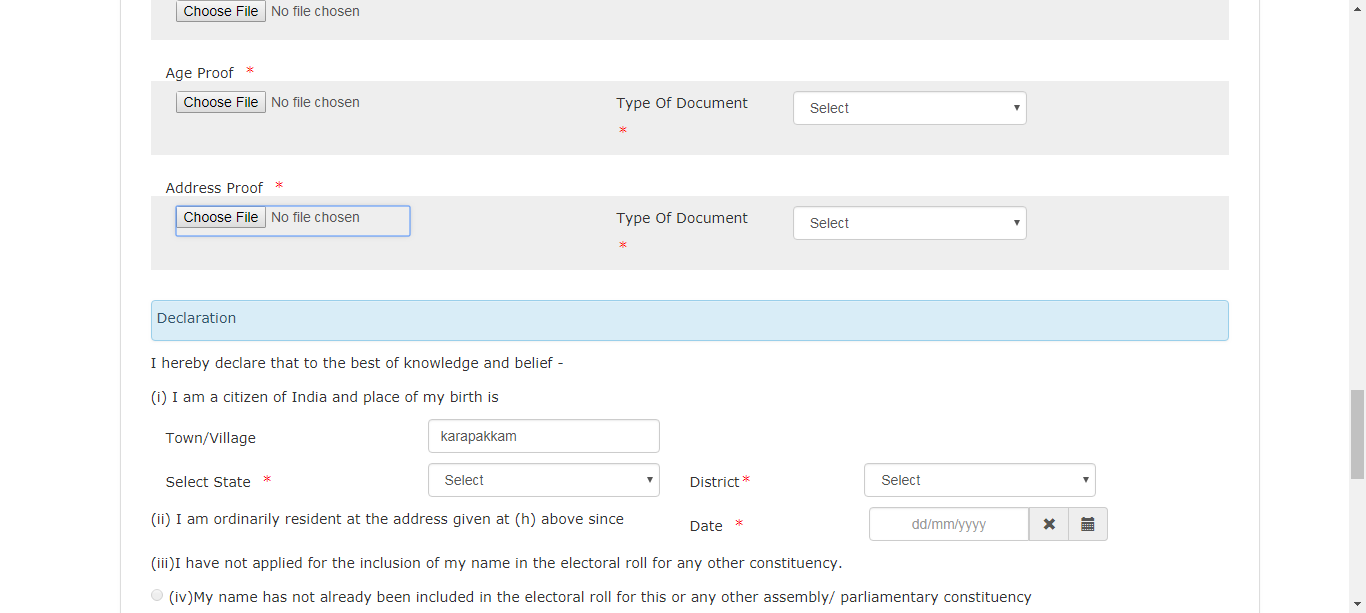 Choose File No file chosen
Age Proof *
Choose File No file chosen Type Of Document * Select
Address Proof *
Choose File No file chosen Type Of Document * Select
Declaration
I hereby declare that to the best of knowledge and belief -
(i) I am a citizen of India and place of my birth is
Town/Village karapakkam
Select State * Select District* Select
(ii) I am ordinarily resident at the address given at (h) above since Date * dd/mm/yyyy
(iii)I have not applied for the inclusion of my name in the electoral roll for any other constituency.
(iv)My name has not already been included in the electoral roll for this or any other assembly/ parliamentary constituency